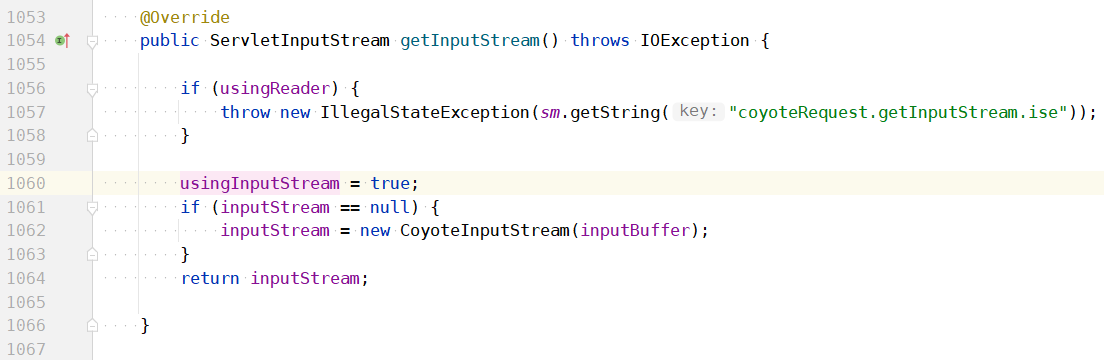 1053 @Override
1054 public ServletInputStream getInputStream() throws IOException {
1055
1056 if (usingReader) {
1057 throw new IllegalStateException(sm.getString( key: "coyoteRequest.getInputStream.ise"));
1058 }
1059
1060 usingInputStream = true;
1061 if (inputStream == null) {
1062 inputStream = new CoyoteInputStream(inputBuffer);
1063 }
1064 return inputStream;
1065
1066 }
1067